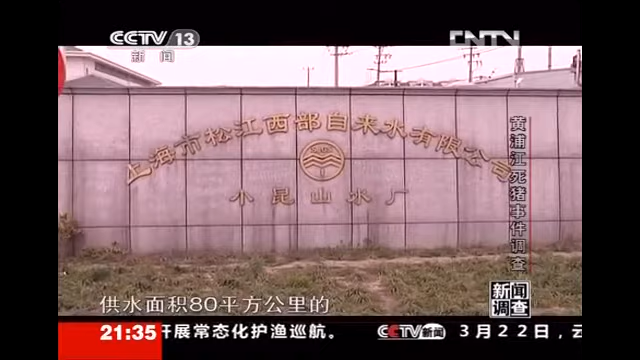 CCTV 13
新闻
CNTV
上海市松江西部自来水有限公司
小昆山水厂
黄浦江死猪事件调查
新闻调查
供水面积80平方公里的
21:35
开展常态化护渔巡航。 CCTV新闻 3月22日，云